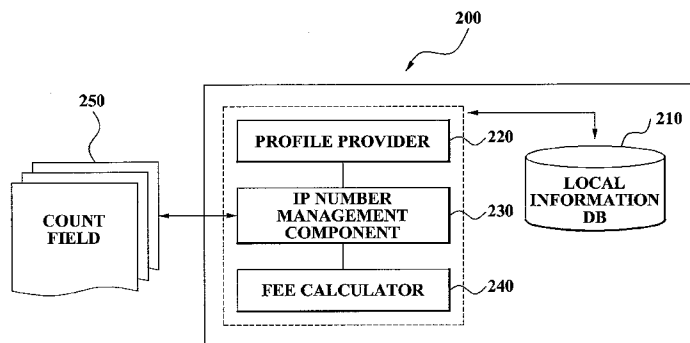 200
250
210
PROFILE PROVIDER
220
LOCAL
INFORMATION
DB
IP NUMBER
MANAGEMENT
COMPONENT
230
COUNT
FIELD
FEE CALCULATOR
240